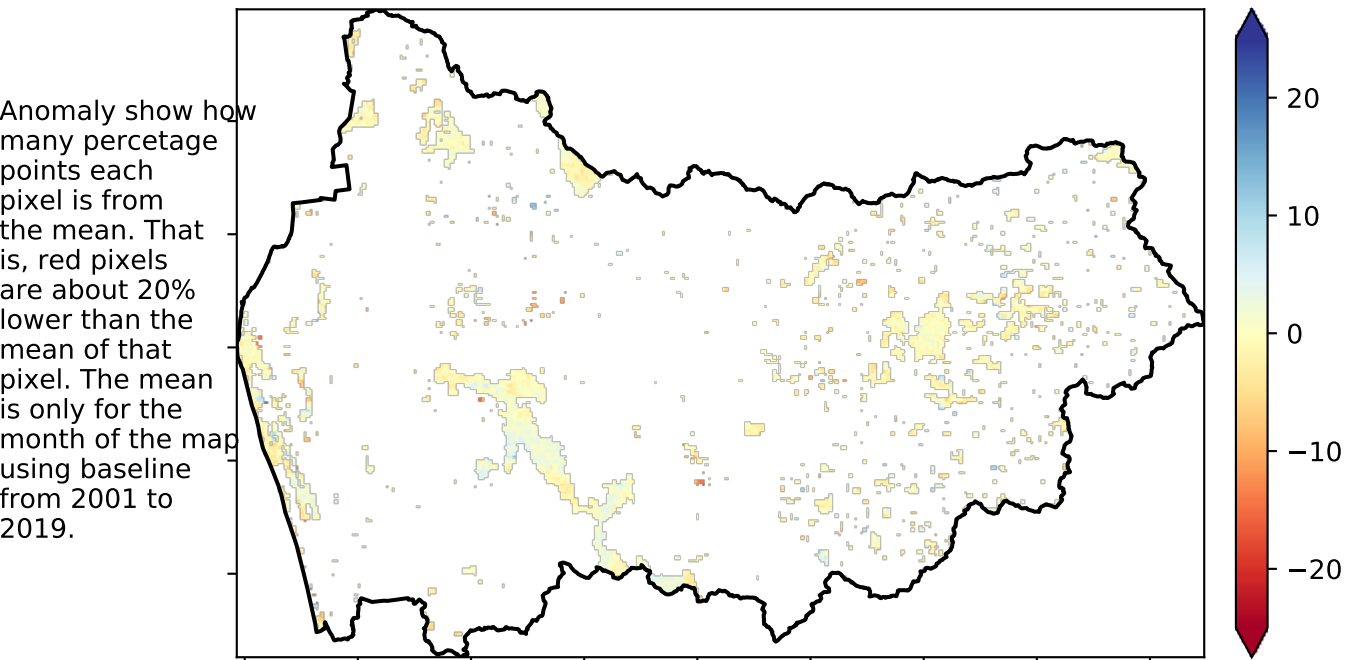 Anomaly show how
many percetage
points each
pixel is from
the mean. That
is, red pixels
are about 20%
lower than the
mean of that
pixel. The mean
is only for the
month of the map
using baseline
from 2001 to
2019.
20
10
0
−10
−20